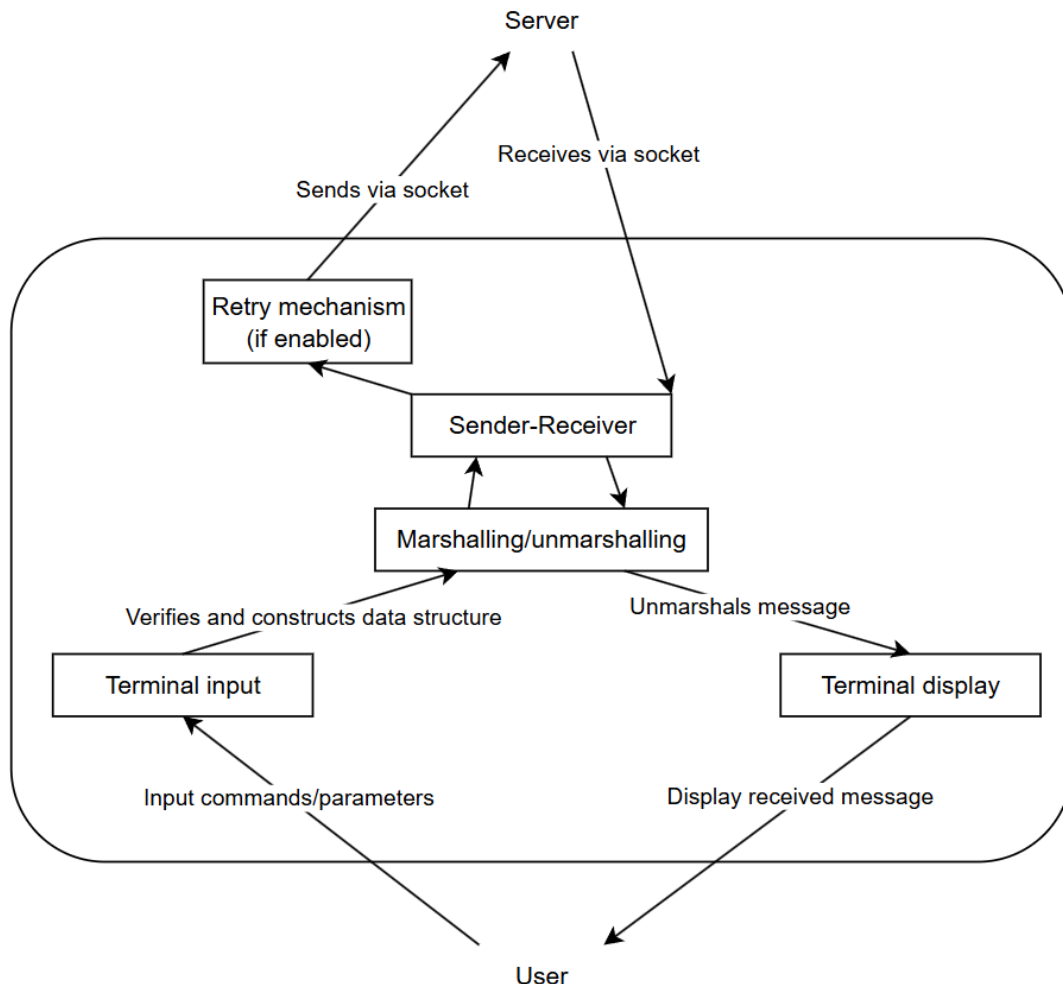 Server
Receives via socket
Sends via socket
Retry mechanism
(if enabled)
Sender-Receiver
Marshalling/unmarshalling
Verifies and constructs data structure
Unmarshals message
Terminal input
Terminal display
Input commands/parameters
Display received message
User